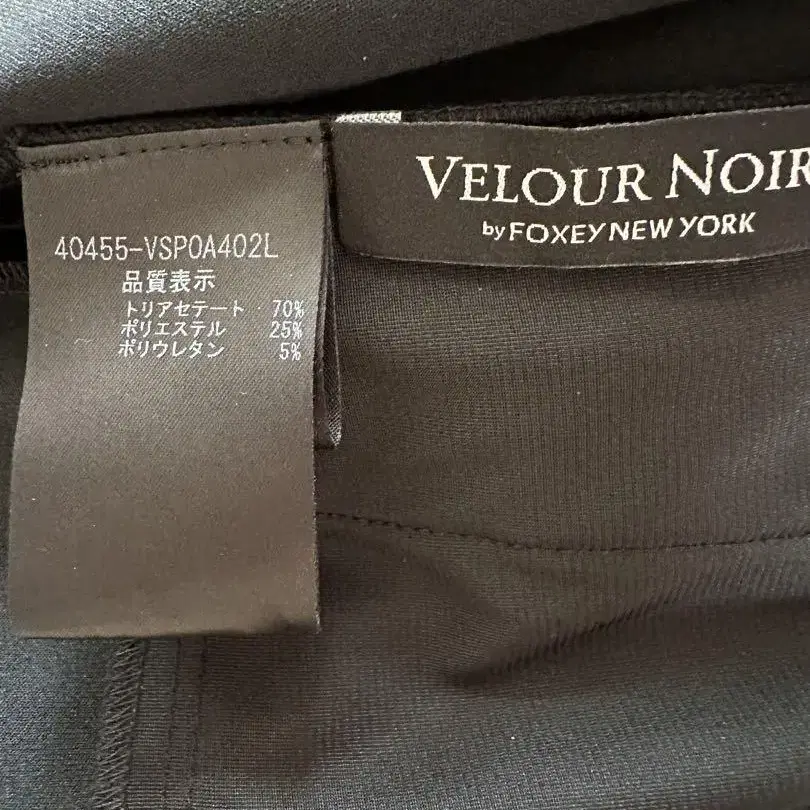 40455-VSPOA402L
品質表示
トリアセテート 70%
ポリエステル 25%
ポリウレタン 5%
VELOUR NOIR
by FOXEY NEW YORK